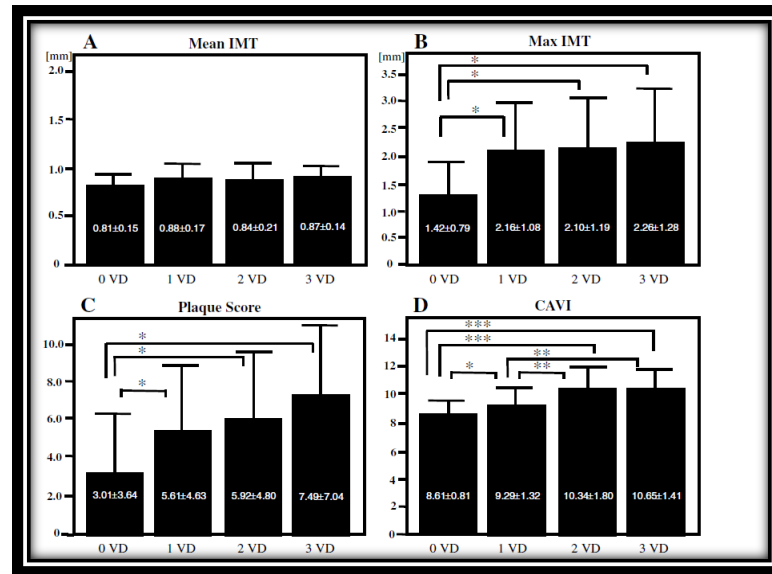 A Mean IMT
[mm]
2.0
1.5
1.0
0.5
0
0.81±0.15 0.88±0.17 0.84±0.21 0.87±0.14
0 VD 1 VD 2 VD 3 VD
B Max IMT
[mm]
3.5
3.0
2.5
2.0
1.5
1.0
0.5
0
*
*
*
1.42±0.79 2.16±1.08 2.10±1.19 2.26±1.28
0 VD 1 VD 2 VD 3 VD
C Plaque Score
10.0
8.0
6.0
4.0
2.0
0
*
*
*
3.01±3.64 5.61±4.63 5.92±4.80 7.49±7.04
0 VD 1 VD 2 VD 3 VD
D CAVI
14
12
10
8
6
4
2
0
***
***
* ** **
8.61±0.81 9.29±1.32 10.34±1.80 10.65±1.41
0 VD 1 VD 2 VD 3 VD